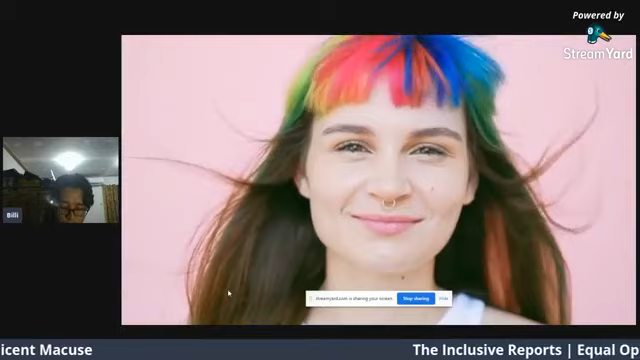 Powered by
StreamYard
Billi
streamyard.com is sharing your screen.
Stop sharing
Hide
icent Macuse
The Inclusive Reports | Equal Op